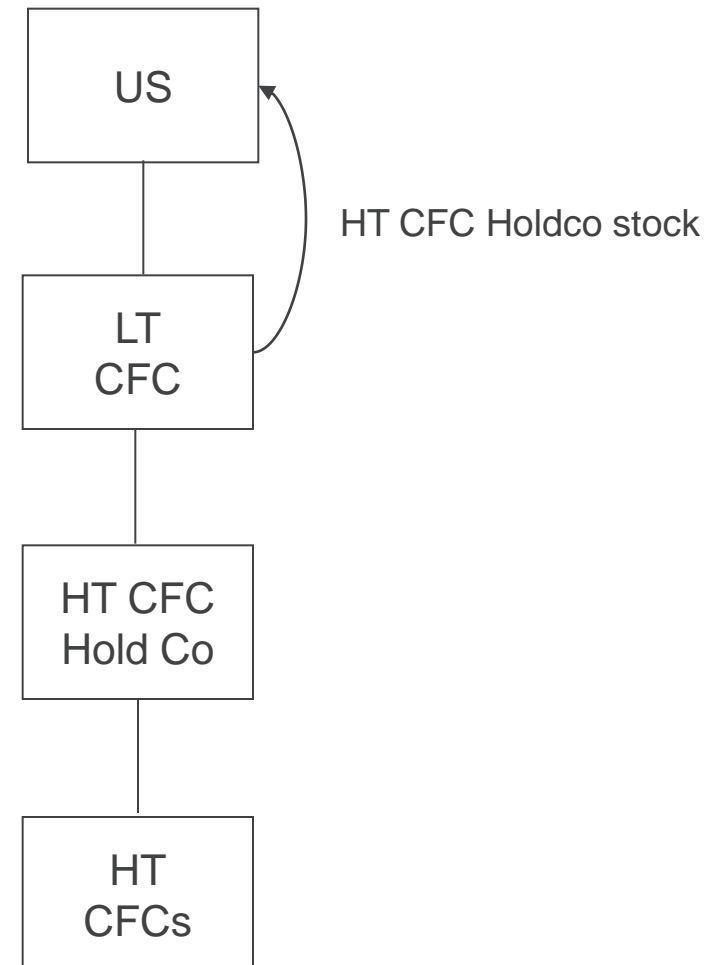 US
HT CFC Holdco stock
LT
CFC
HT CFC
Hold Co
HT
CFCs